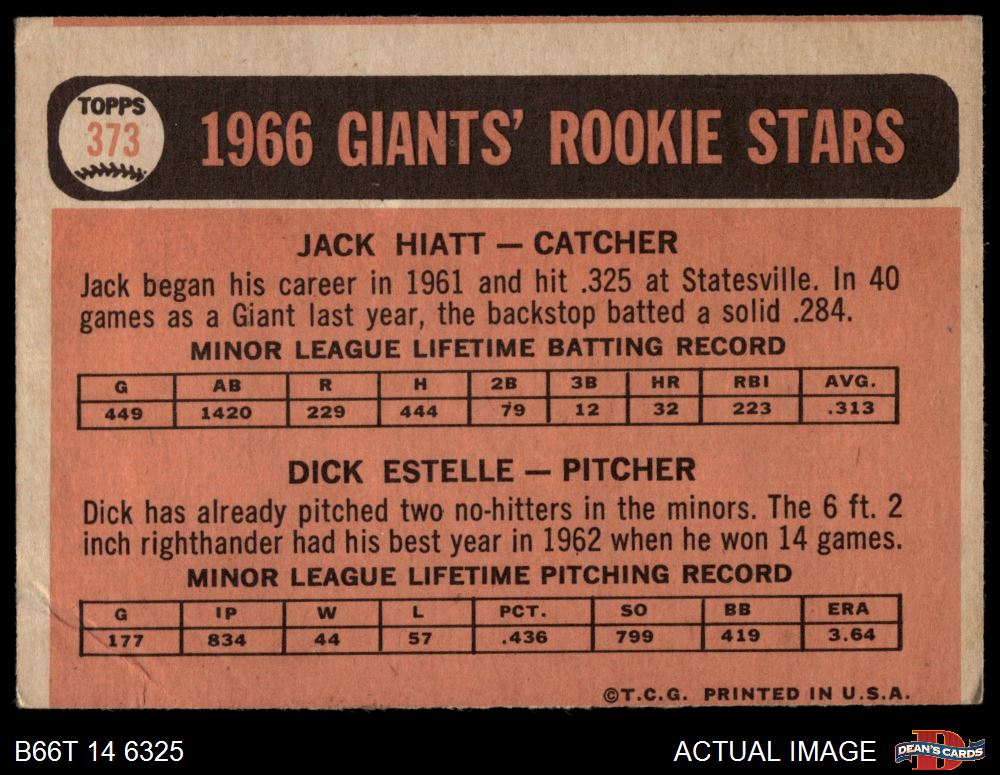 TOPPS
373
1966 GIANTS' ROOKIE STARS
JACK HIATT — CATCHER
Jack began his career in 1961 and hit .325 at Statesville. In 40
games as a Giant last year, the backstop batted a solid .284.
MINOR LEAGUE LIFETIME BATTING RECORD
G AB R H 2B 3B HR RBI AVG.
449 1420 229 444 79 12 32 223 .313
DICK ESTELLE — PITCHER
Dick has already pitched two no-hitters in the minors. The 6 ft. 2
inch righthander had his best year in 1962 when he won 14 games.
MINOR LEAGUE LIFETIME PITCHING RECORD
G IP W L PCT. SO BB ERA
177 834 44 57 .436 799 419 3.64
©T.C.G. PRINTED IN U.S.A.
B66T 14 6325
ACTUAL IMAGE
DEAN'S CARDS